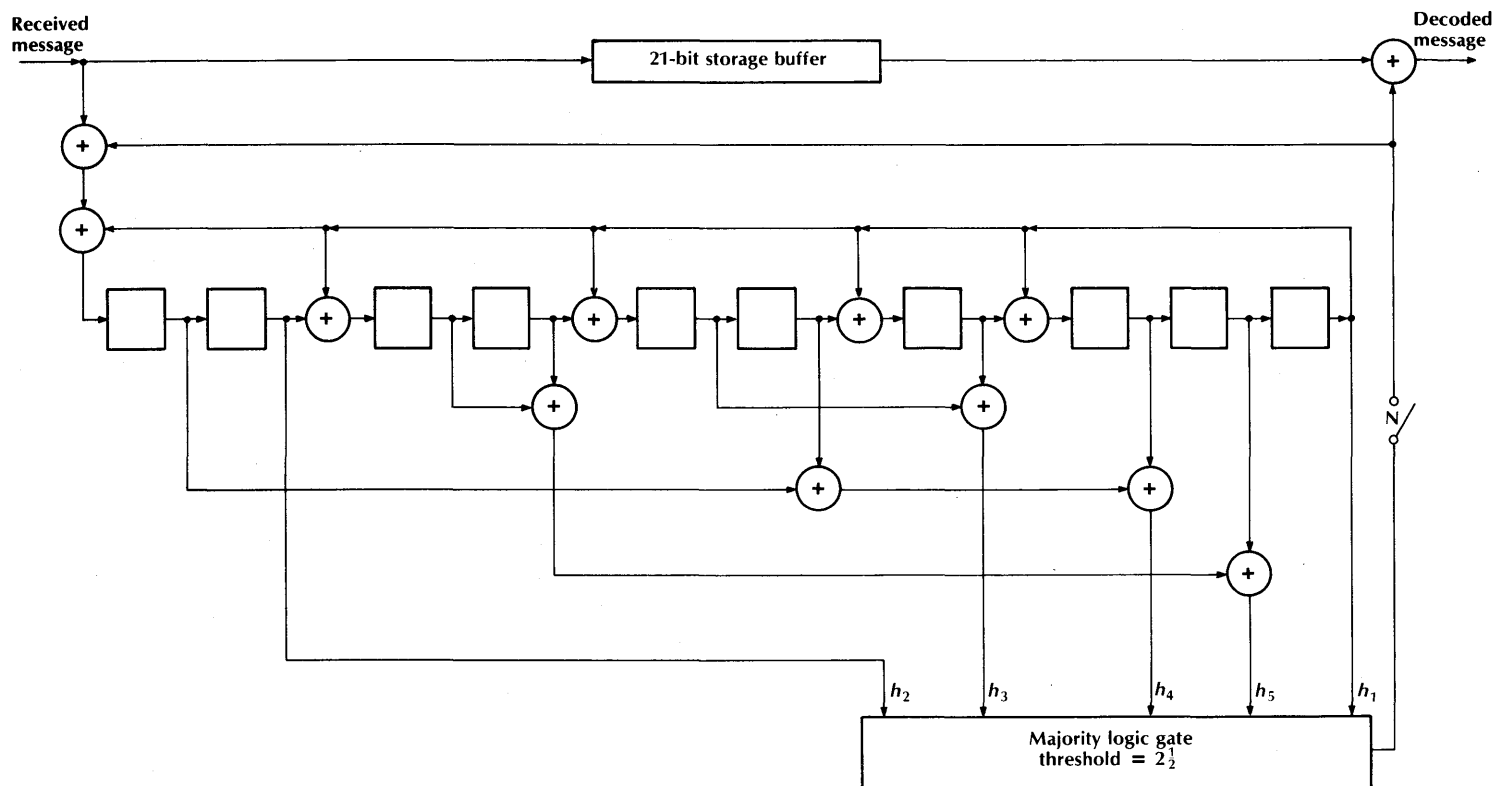 Received
message
21-bit storage buffer
Decoded
message
+
+
+
+
+
+
+
+
+
N
+
+
+
h₂
h₃
h₄
h₅
h₁
Majority logic gate
threshold = 2½